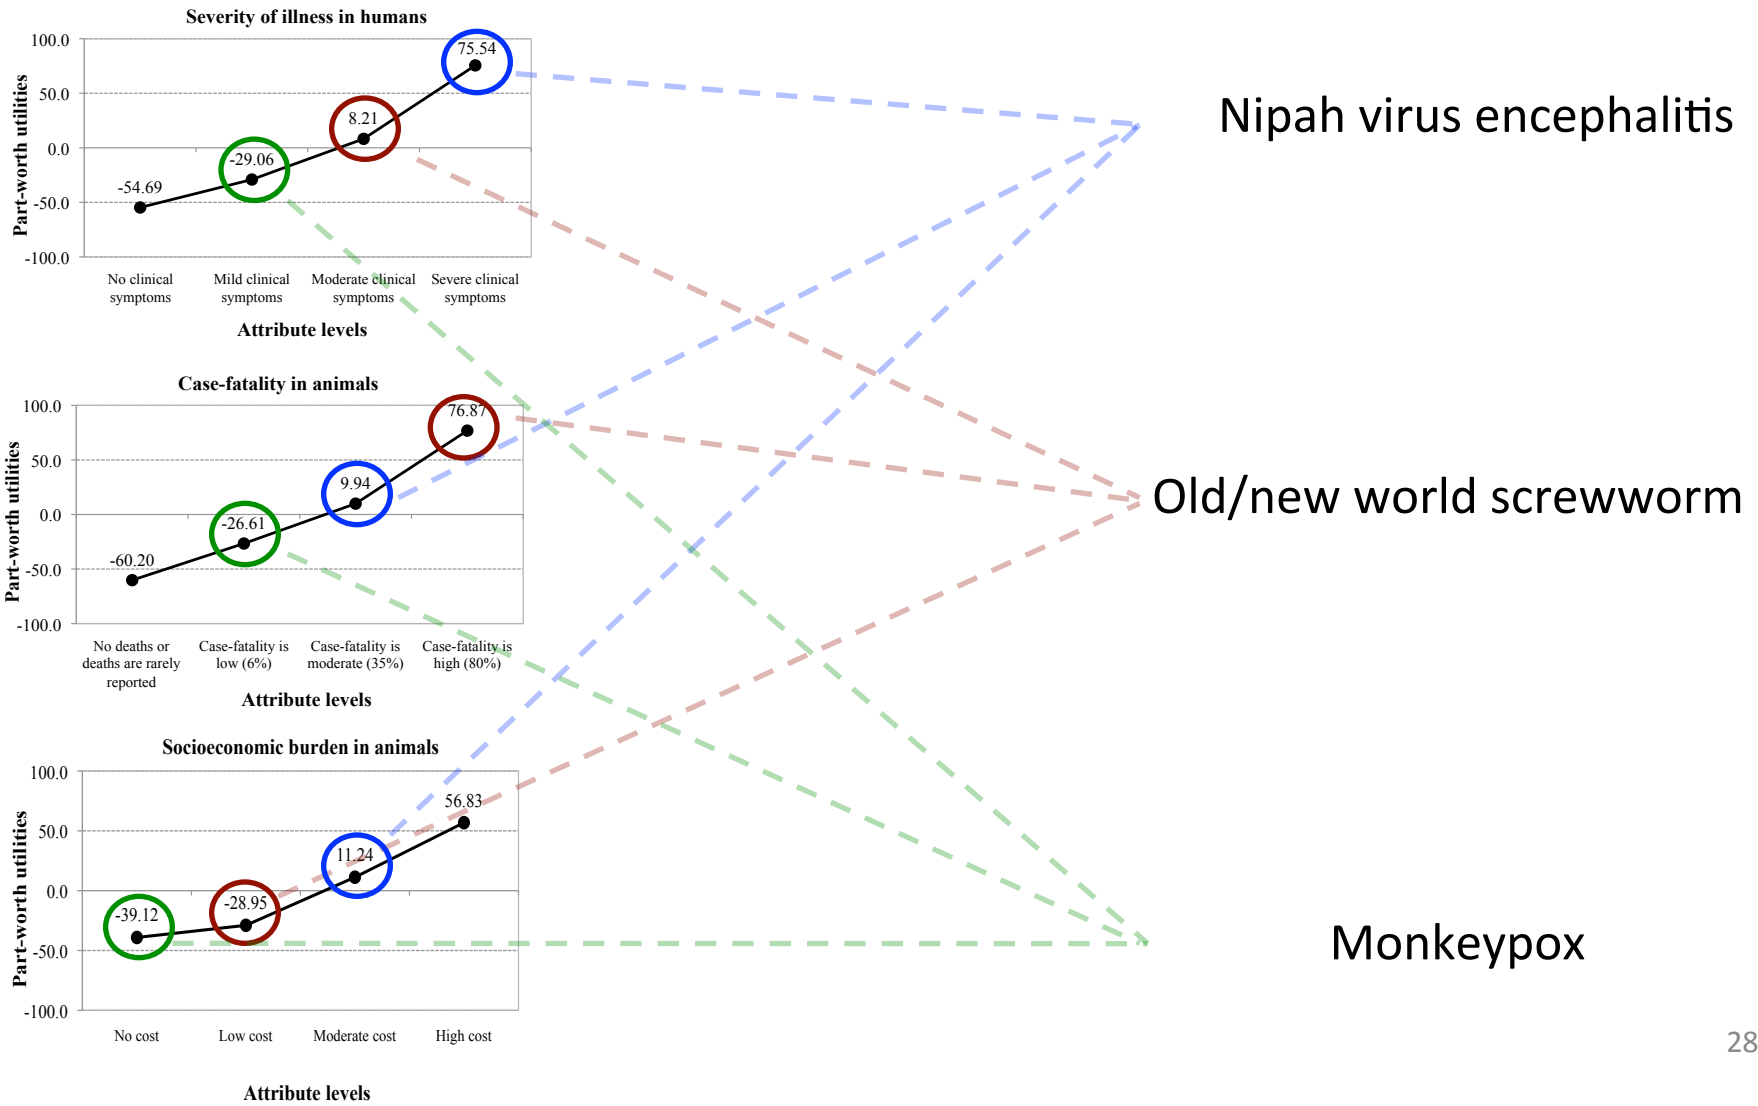 Severity of illness in humans
Part-worth utilities
100.0
50.0
0.0
-50.0
-100.0
-54.69
-29.06
8.21
75.54
No clinical
symptoms
Mild clinical
symptoms
Moderate clinical
symptoms
Severe clinical
symptoms
Attribute levels
Case-fatality in animals
Part-worth utilities
100.0
50.0
0.0
-50.0
-100.0
-60.20
-26.61
9.94
76.87
No deaths or
deaths are rarely
reported
Case-fatality is
low (6%)
Case-fatality is
moderate (35%)
Case-fatality is
high (80%)
Attribute levels
Socioeconomic burden in animals
Part-worth utilities
100.0
50.0
0.0
-50.0
-100.0
-39.12
-28.95
11.24
56.83
No cost
Low cost
Moderate cost
High cost
Attribute levels
Nipah virus encephalitis
Old/new world screwworm
Monkeypox
28